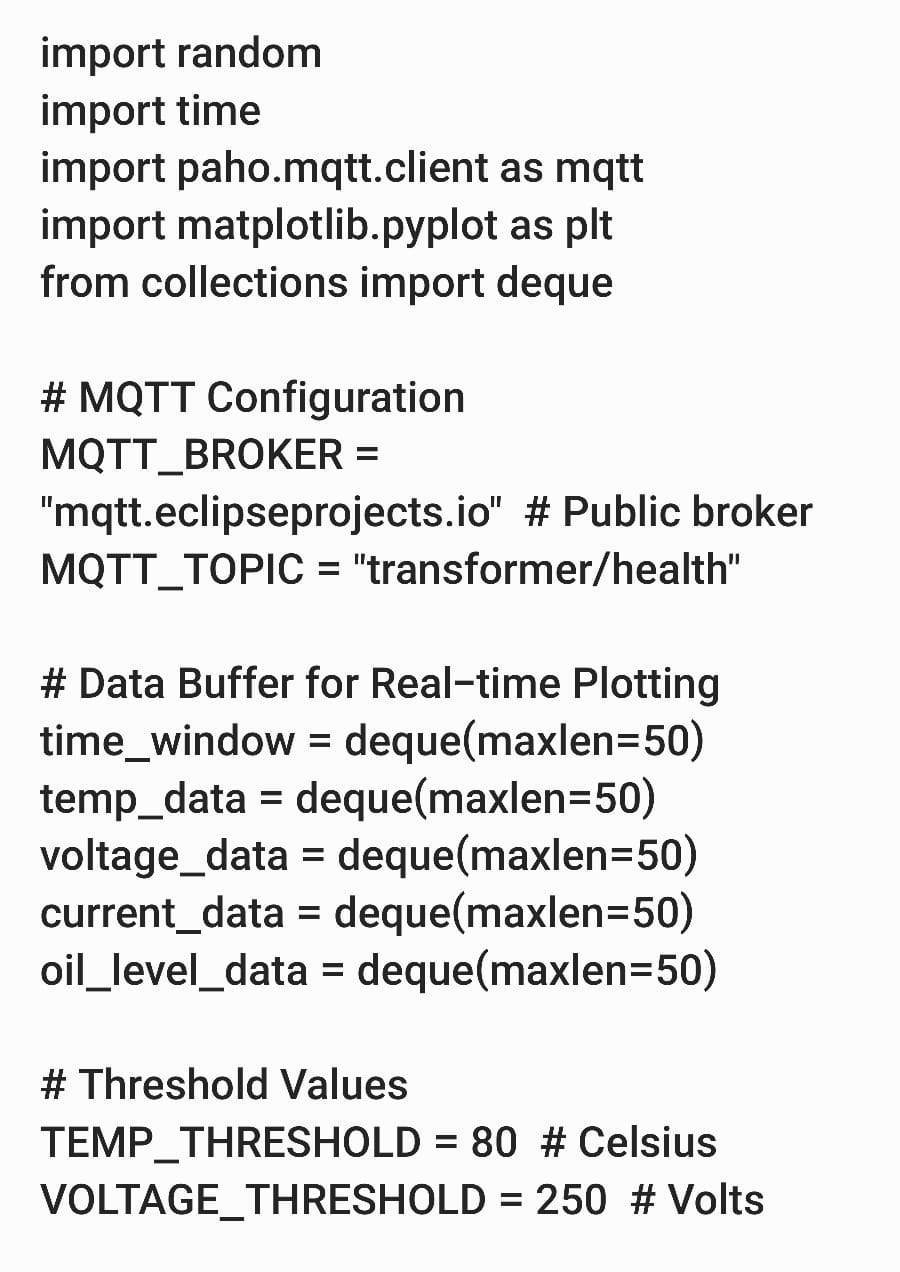 import random
import time
import paho.mqtt.client as mqtt
import matplotlib.pyplot as plt
from collections import deque

# MQTT Configuration
MQTT_BROKER =
"mqtt.eclipseprojects.io"  # Public broker
MQTT_TOPIC = "transformer/health"

# Data Buffer for Real-time Plotting
time_window = deque(maxlen=50)
temp_data = deque(maxlen=50)
voltage_data = deque(maxlen=50)
current_data = deque(maxlen=50)
oil_level_data = deque(maxlen=50)

# Threshold Values
TEMP_THRESHOLD = 80  # Celsius
VOLTAGE_THRESHOLD = 250  # Volts